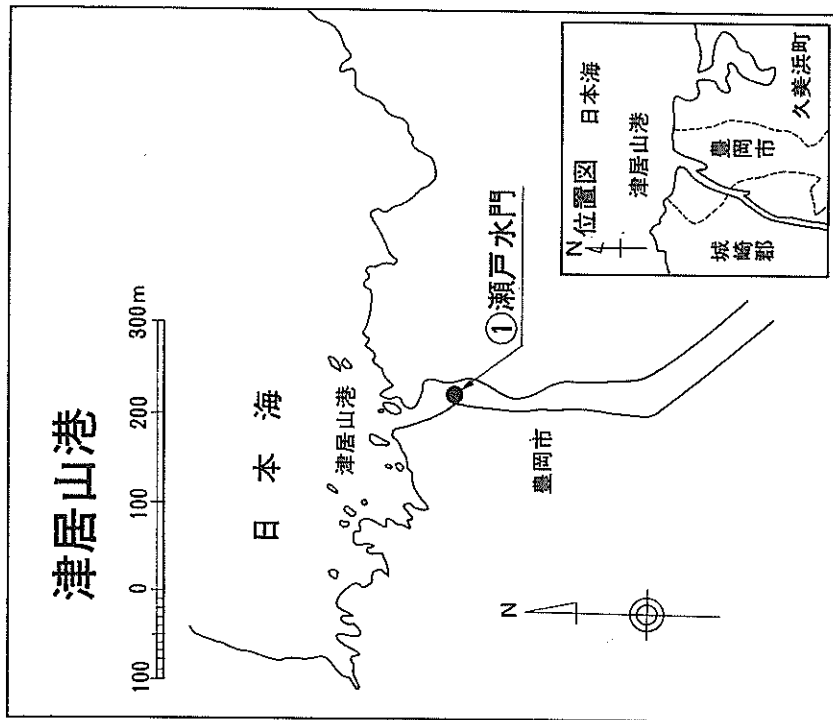 津居山港
100 0 100 200 300m
日本海
津居山港
①瀬戸水門
豊岡市
N
N
位置図
日本海
津居山港
豊岡市
久美浜町
城崎郡